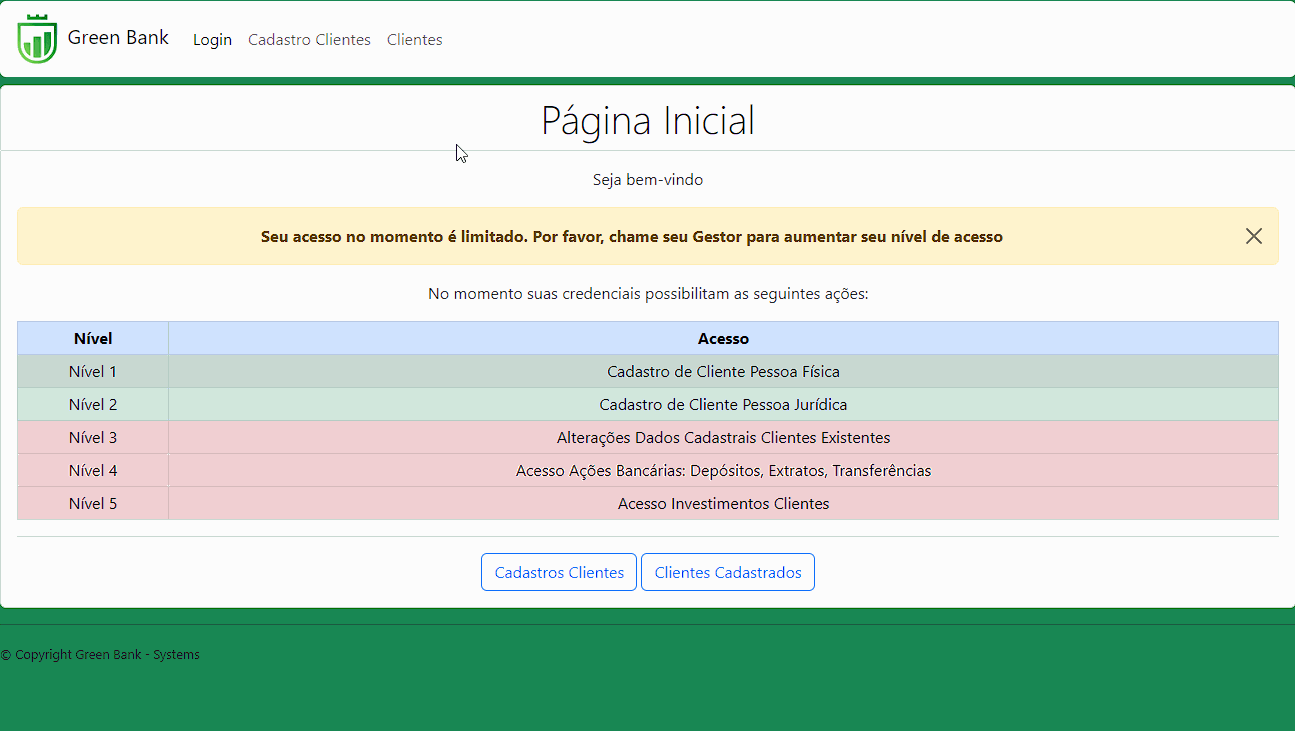 Green Bank Login Cadastro Clientes Clientes
Página Inicial
Seja bem-vindo
Seu acesso no momento é limitado. Por favor, chame seu Gestor para aumentar seu nível de acesso
No momento suas credenciais possibilitam as seguintes ações:
Nível Acesso
Nível 1 Cadastro de Cliente Pessoa Física
Nível 2 Cadastro de Cliente Pessoa Jurídica
Nível 3 Alterações Dados Cadastrais Clientes Existentes
Nível 4 Acesso Ações Bancárias: Depósitos, Extratos, Transferências
Nível 5 Acesso Investimentos Clientes
Cadastros Clientes Clientes Cadastrados
© Copyright Green Bank - Systems